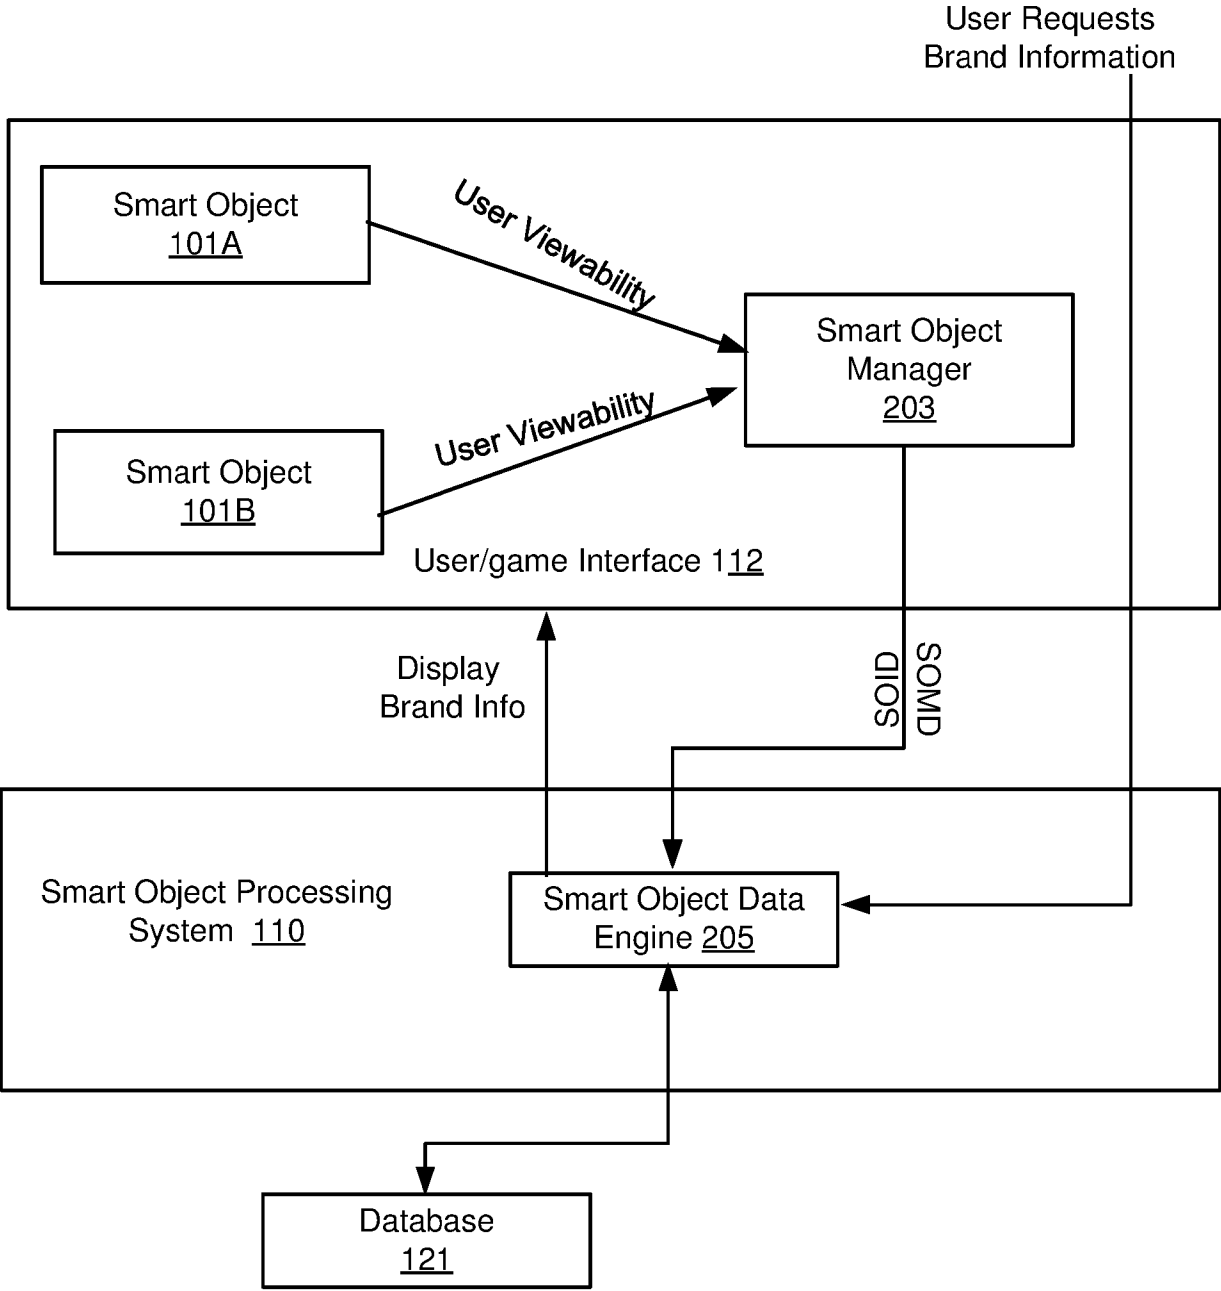 User Requests
Brand Information
Smart Object
101A
User Viewability
Smart Object
Manager
203
User Viewability
Smart Object
101B
User/game Interface 112
Display
Brand Info
SOID
SOMD
Smart Object Processing
System 110
Smart Object Data
Engine 205
Database
121